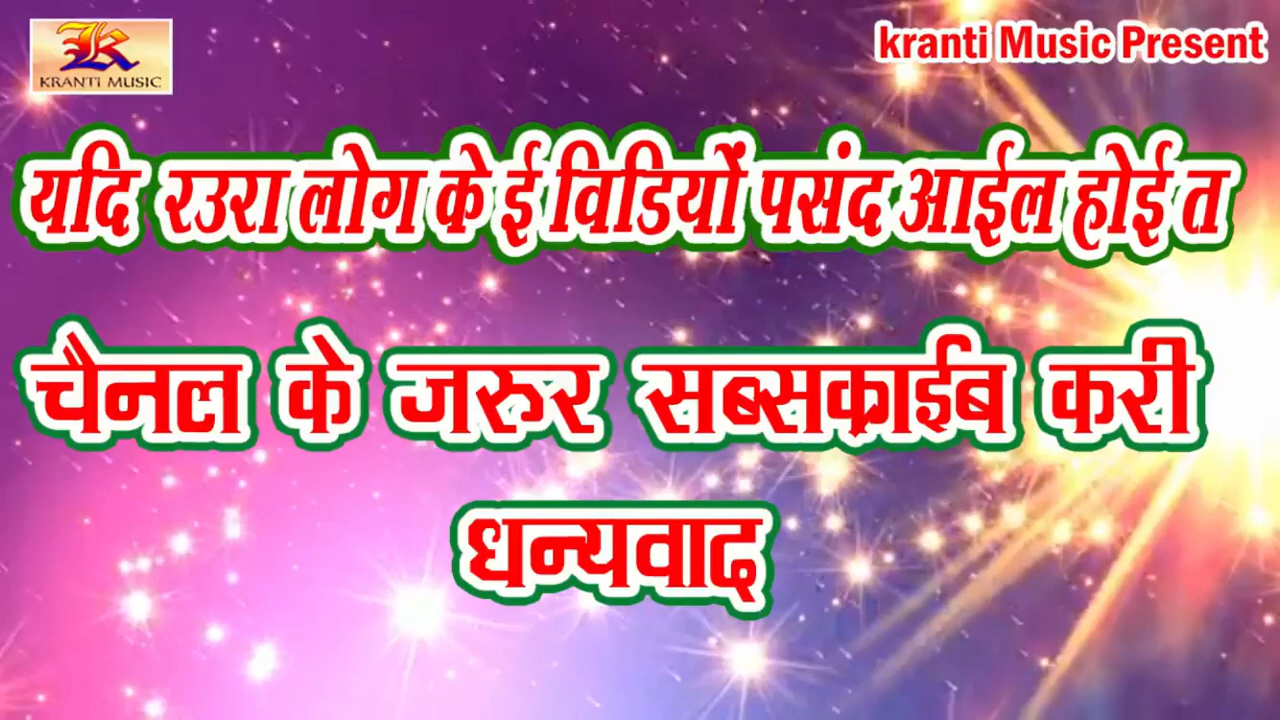 KRANTI MUSIC
kranti Music Present
यदि रउरा लोग के ई विडियों पसंद आईल होई त
चैनल के जरुर सब्सक्राईब करी
धन्यवाद